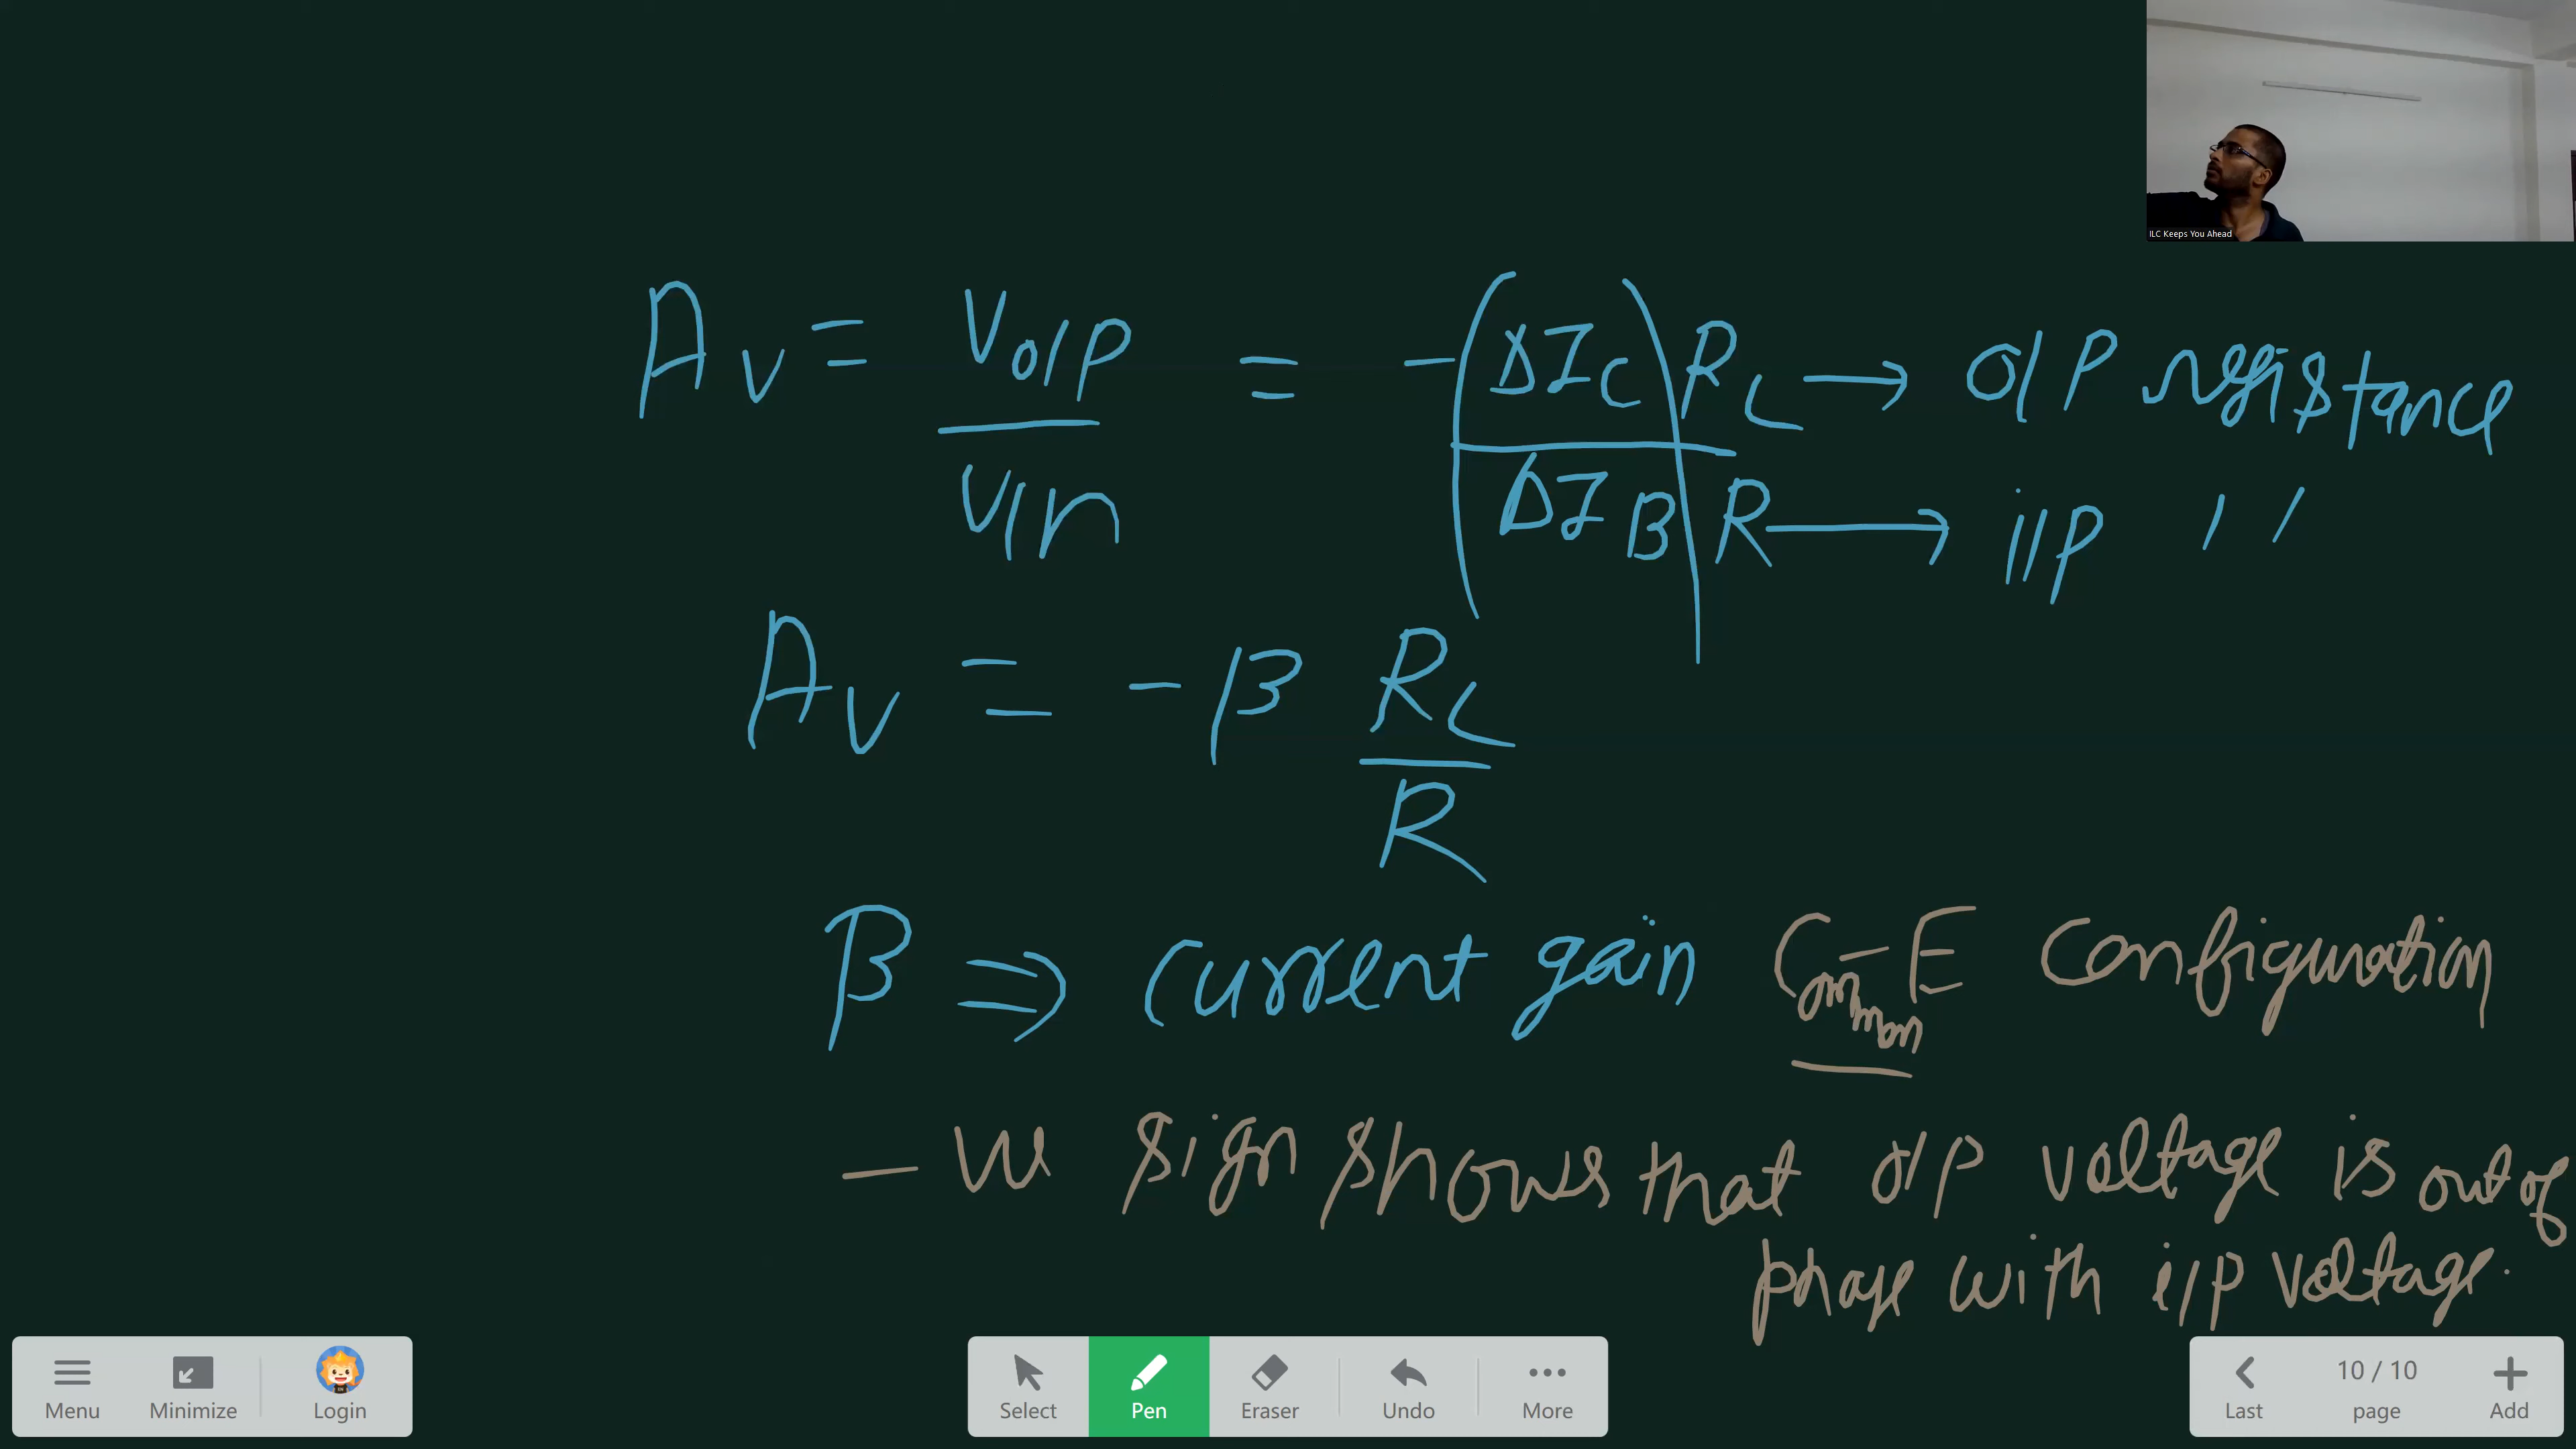 ILC Keeps You Ahead
Av = Vo/p / Vin = -(ΔIC / ΔIB) RL / R
RL → o/p resistance
R → i/p ''
Av = -β RL / R
β ⇒ current gain Common-E Configuration
- ve sign shows that o/p voltage is out of
phase with i/p voltage.
Menu Minimize Login
Select Pen Eraser Undo More
10 / 10
Last page Add